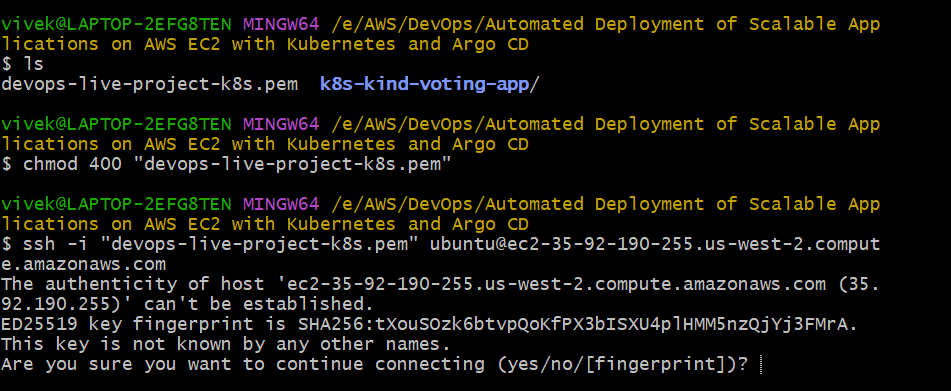 vivek@LAPTOP-2EFG8TEN MINGW64 /e/AWS/DevOps/Automated Deployment of Scalable App
lications on AWS EC2 with Kubernetes and Argo CD
$ ls
devops-live-project-k8s.pem  k8s-kind-voting-app/
vivek@LAPTOP-2EFG8TEN MINGW64 /e/AWS/DevOps/Automated Deployment of Scalable App
lications on AWS EC2 with Kubernetes and Argo CD
$ chmod 400 "devops-live-project-k8s.pem"
vivek@LAPTOP-2EFG8TEN MINGW64 /e/AWS/DevOps/Automated Deployment of Scalable App
lications on AWS EC2 with Kubernetes and Argo CD
$ ssh -i "devops-live-project-k8s.pem" ubuntu@ec2-35-92-190-255.us-west-2.comput
e.amazonaws.com
The authenticity of host 'ec2-35-92-190-255.us-west-2.compute.amazonaws.com (35.
92.190.255)' can't be established.
ED25519 key fingerprint is SHA256:tXouSOzk6btvpQoKfPX3bISXU4plHMM5nzQjYj3FMrA.
This key is not known by any other names.
Are you sure you want to continue connecting (yes/no/[fingerprint])?